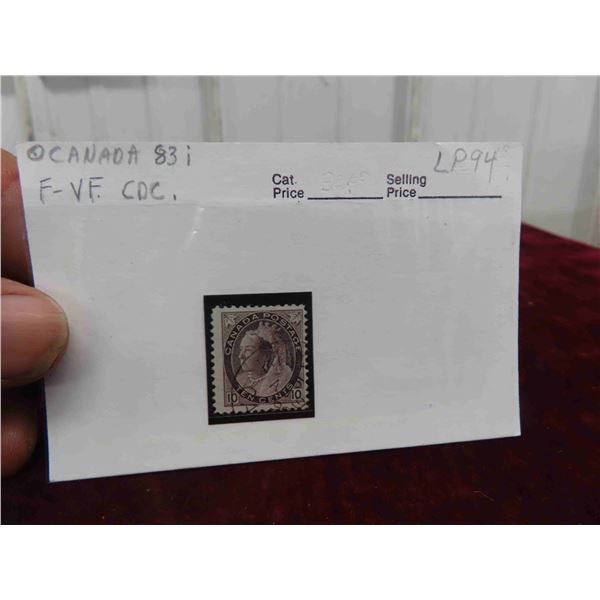 CANADA 83i
F-VF. CDC.
Cat. Price
Selling Price
LP94
CANADA POSTAGE
10 TEN CENTS 10